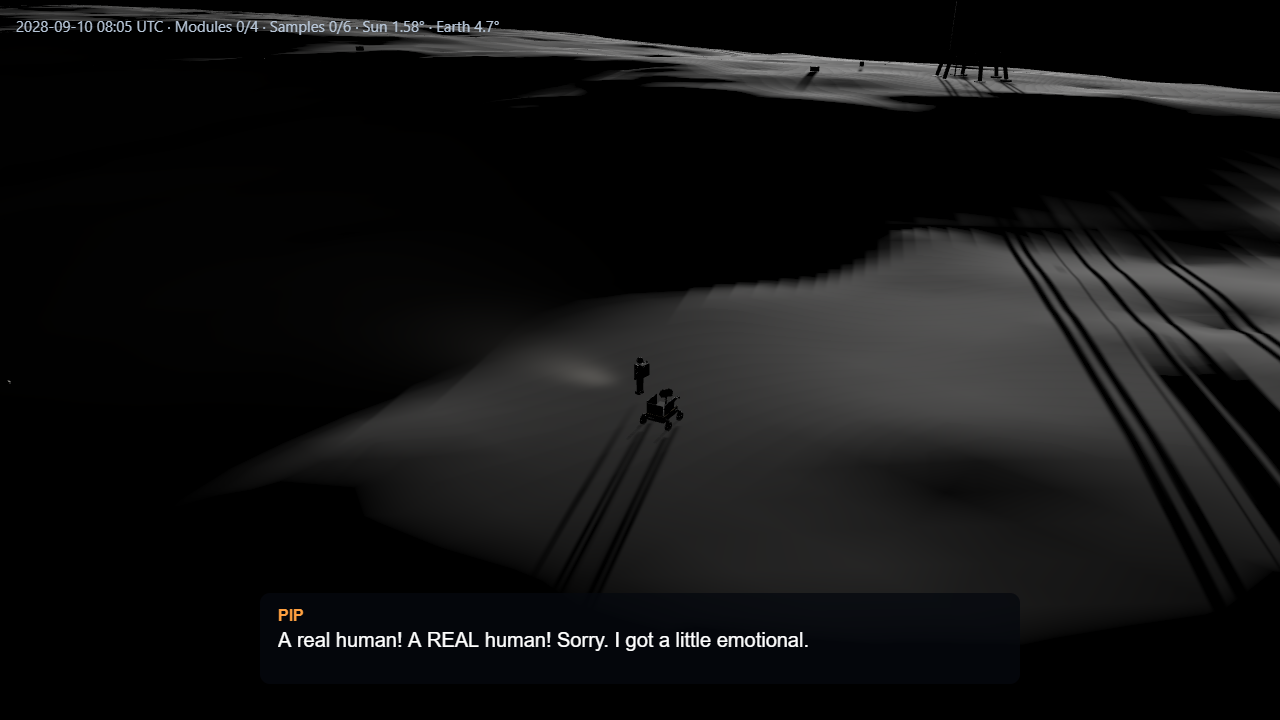 2028-09-10 08:05 UTC · Modules 0/4 · Samples 0/6 · Sun 1.58° · Earth 4.7°
PIP
A real human! A REAL human! Sorry. I got a little emotional.